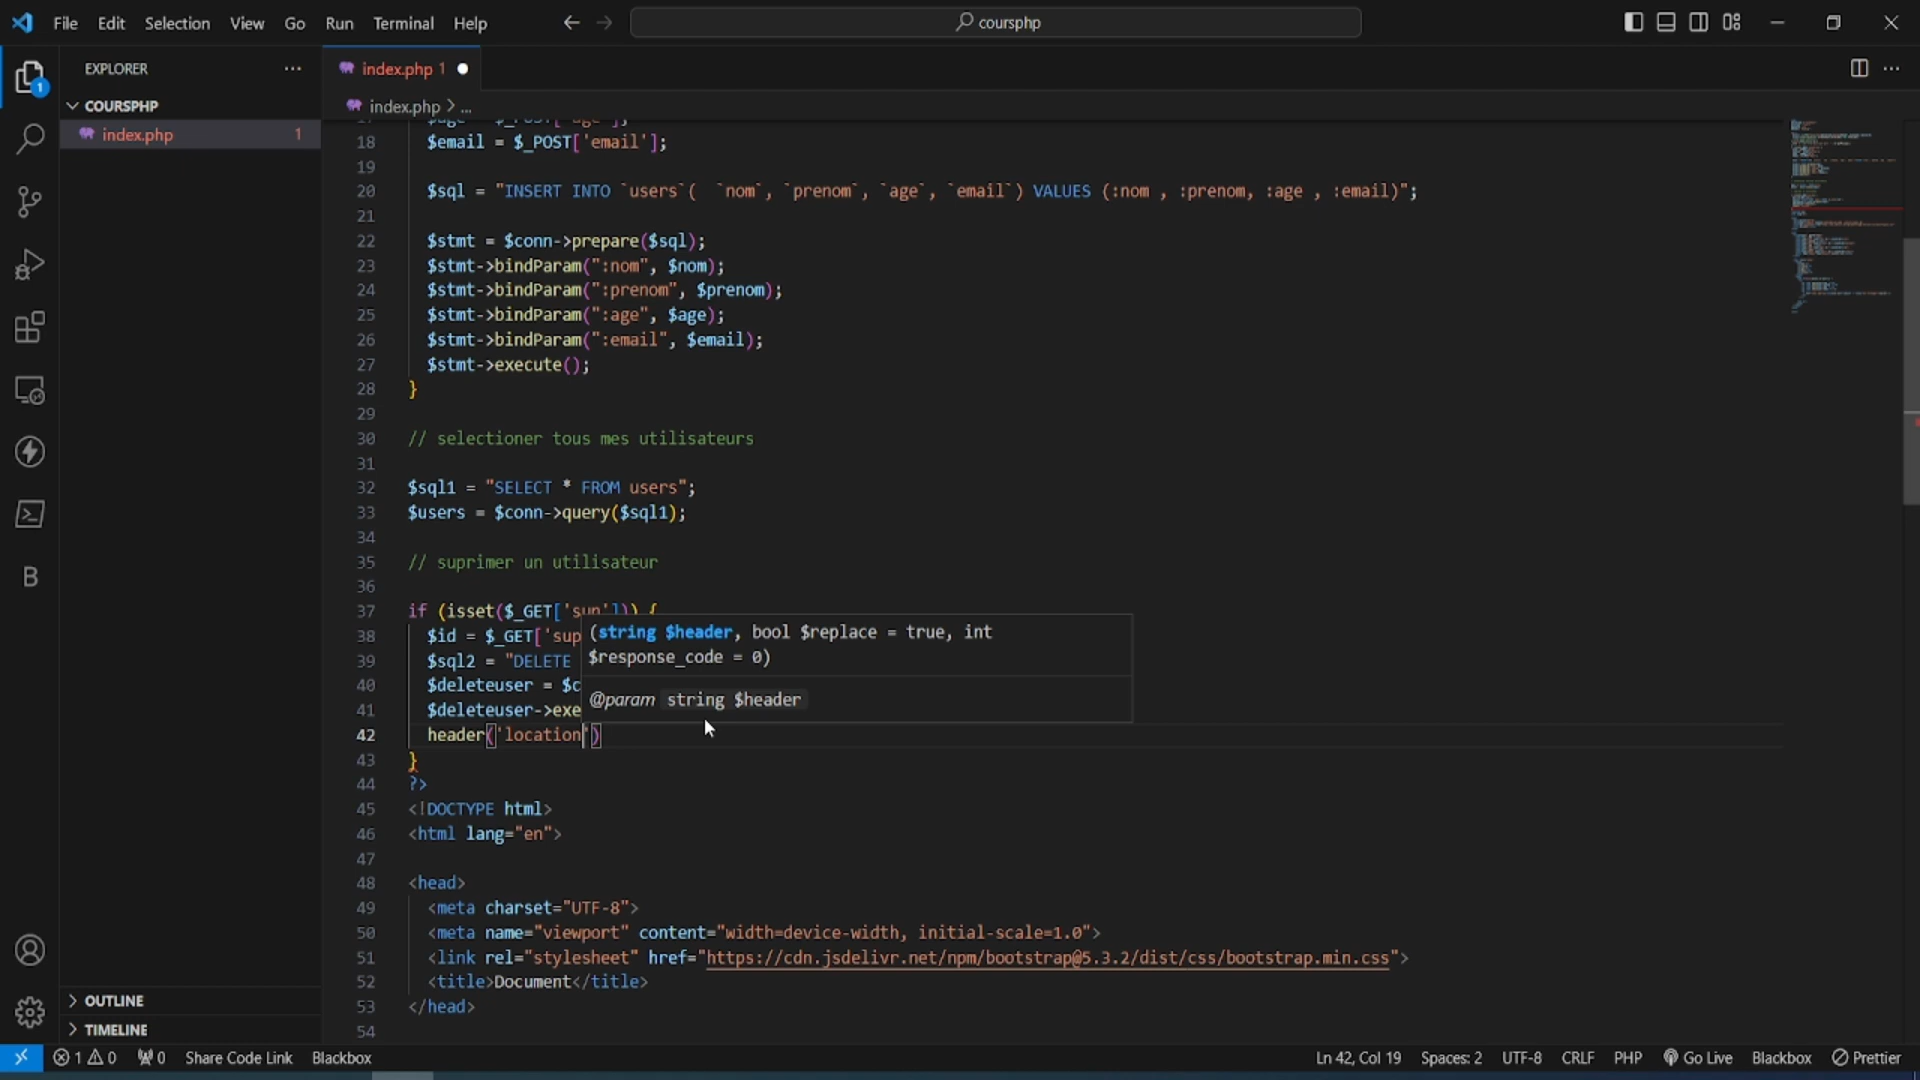 File Edit Selection View Go Run Terminal Help
coursphp
EXPLORER
COURSPHP
index.php 1
OUTLINE
TIMELINE
index.php 1
index.php > ...
18 $email = $_POST['email'];
19
20 $sql = "INSERT INTO `users`( `nom`, `prenom`, `age`, `email`) VALUES (:nom , :prenom, :age , :email)";
21
22 $stmt = $conn->prepare($sql);
23 $stmt->bindParam(":nom", $nom);
24 $stmt->bindParam(":prenom", $prenom);
25 $stmt->bindParam(":age", $age);
26 $stmt->bindParam(":email", $email);
27 $stmt->execute();
28 }
29
30 // selectioner tous mes utilisateurs
31
32 $sql1 = "SELECT * FROM users";
33 $users = $conn->query($sql1);
34
35 // suprimer un utilisateur
36
37 if (isset($_GET['sup'])) {
38 $id = $_GET['sup
39 $sql2 = "DELETE
40 $deleteuser = $c
41 $deleteuser->exe
(string $header, bool $replace = true, int
$response_code = 0)
@param string $header
42 header('location')
43 }
44 ?>
45 <!DOCTYPE html>
46 <html lang="en">
47
48 <head>
49 <meta charset="UTF-8">
50 <meta name="viewport" content="width=device-width, initial-scale=1.0">
51 <link rel="stylesheet" href="https://cdn.jsdelivr.net/npm/bootstrap@5.3.2/dist/css/bootstrap.min.css">
52 <title>Document</title>
53 </head>
54
1 0 0 Share Code Link Blackbox Ln 42, Col 19 Spaces: 2 UTF-8 CRLF PHP Go Live Blackbox Prettier